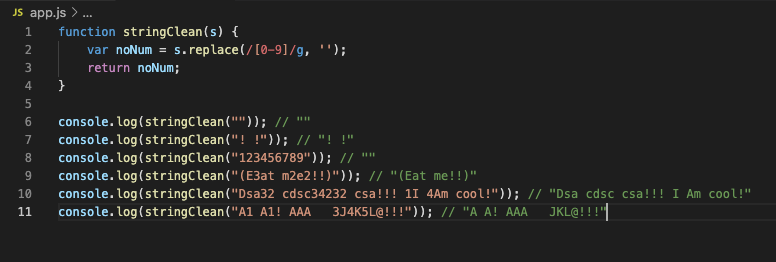 JS app.js > ...
1 function stringClean(s) {
2     var noNum = s.replace(/[0-9]/g, '');
3     return noNum;
4 }
5
6 console.log(stringClean("")); // ""
7 console.log(stringClean("! !")); // "! !"
8 console.log(stringClean("123456789")); // ""
9 console.log(stringClean("(E3at m2e2!!)")); // "(Eat me!!)"
10 console.log(stringClean("Dsa32 cdsc34232 csa!!! 1I 4Am cool!")); // "Dsa cdsc csa!!! I Am cool!"
11 console.log(stringClean("A1 A1! AAA   3J4K5L@!!!")); // "A A! AAA   JKL@!!!"